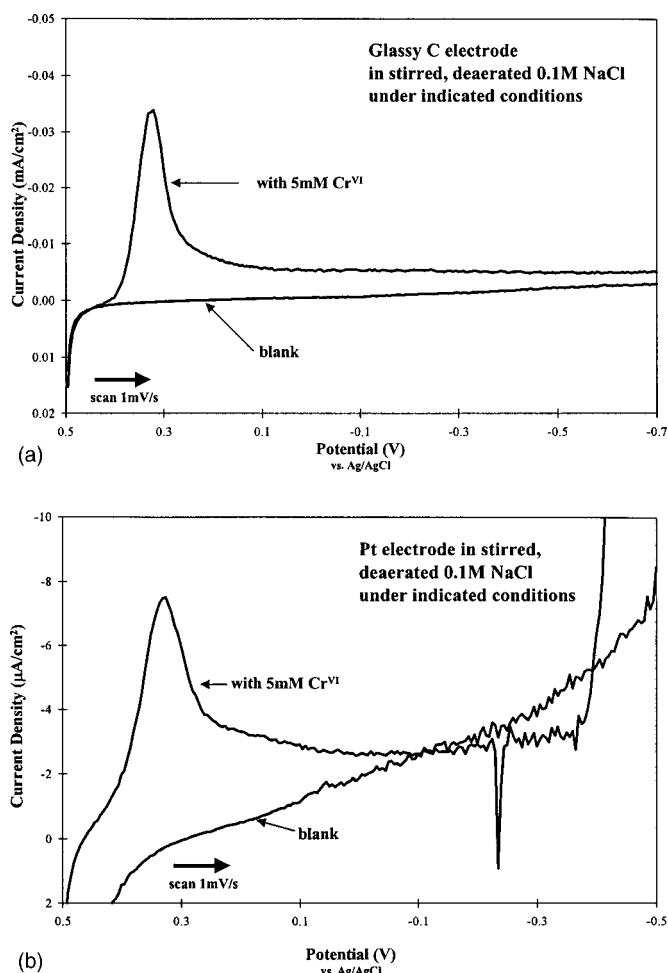 -0.05
Glassy C electrode
in stirred, deaerated 0.1M NaCl
under indicated conditions
-0.04
-0.03
with 5mM Crⱽᴵ
-0.02
-0.01
0.00
blank
0.01
scan 1mV/s
0.02
0.5 0.3 0.1 -0.1 -0.3 -0.5 -0.7
Current Density (mA/cm²)
Potential (V)
vs. Ag/AgCl
(a)
-10
Pt electrode in stirred,
deaerated 0.1M NaCl
under indicated conditions
-8
-6
with 5mM Crⱽᴵ
-4
-2
0
blank
scan 1mV/s
2
0.5 0.3 0.1 -0.1 -0.3 -0.5
Current Density (μA/cm²)
Potential (V)
vs. Ag/AgCl
(b)